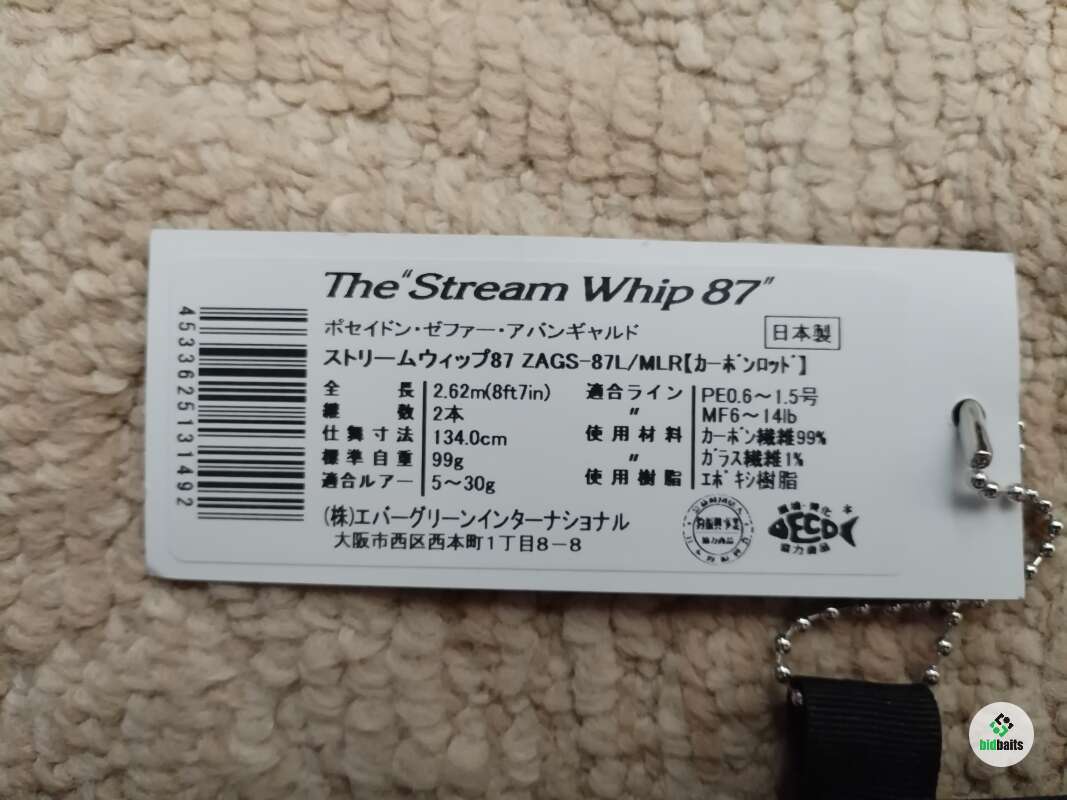 The "Stream Whip 87"
ポセイドン・ゼファー・アバンギャルド
日本製
ストリームウィップ87 ZAGS-87L/MLR【カーボンロッド】
全長 2.62m(8ft7in)
継数 2本
仕舞寸法 134.0cm
標準自重 99g
適合ルアー 5～30g
適合ライン PE0.6～1.5号
〃 MF6～14lb
使用材料 カーボン繊維99%
〃 ガラス繊維1%
使用樹脂 エポキシ樹脂
(株)エバーグリーンインターナショナル
大阪市西区西本町1丁目8-8
4533625131492
ECO
協力商品
bidbaits